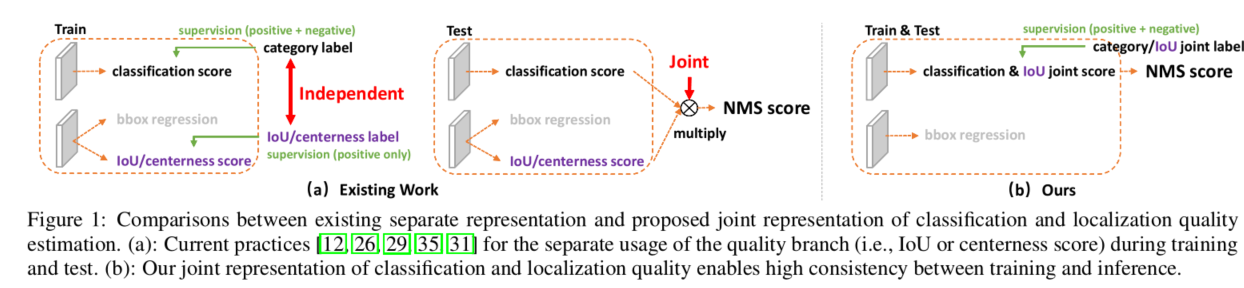 Train
supervision (positive + negative)
category label
classification score
Independent
bbox regression
IoU/centerness label
IoU/centerness score
supervision (positive only)
Test
classification score
Joint
NMS score
multiply
bbox regression
IoU/centerness score
(a) Existing Work
Train & Test
supervision (positive + negative)
category/IoU joint label
classification & IoU joint score
NMS score
bbox regression
(b) Ours
Figure 1: Comparisons between existing separate representation and proposed joint representation of classification and localization quality
estimation. (a): Current practices [12, 26, 29, 35, 31] for the separate usage of the quality branch (i.e., IoU or centerness score) during training
and test. (b): Our joint representation of classification and localization quality enables high consistency between training and inference.